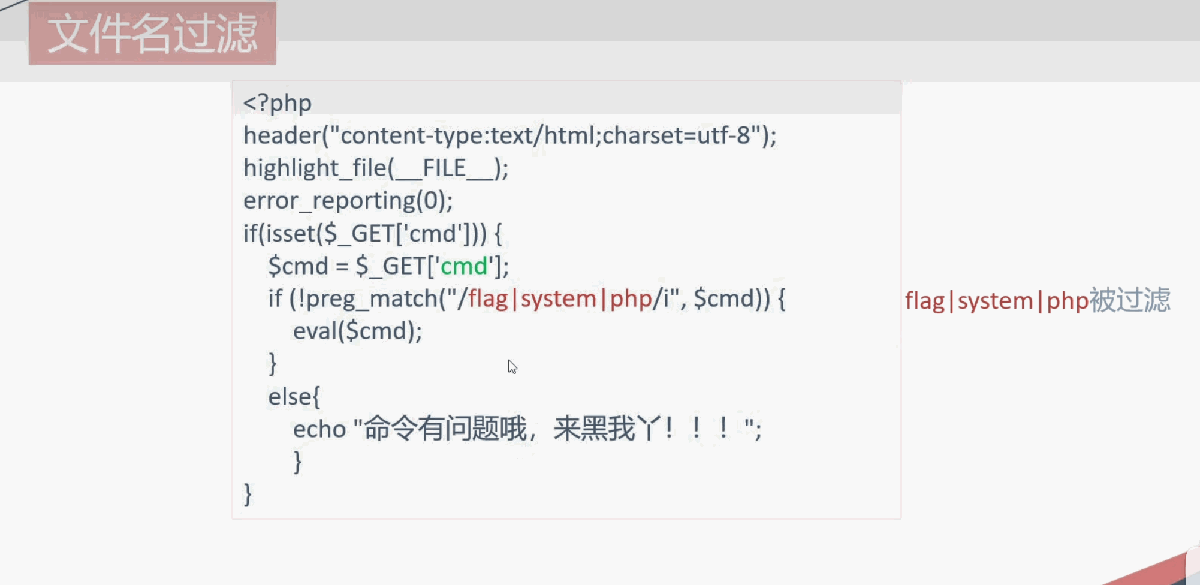 文件名过滤
<?php
header("content-type:text/html;charset=utf-8");
highlight_file(__FILE__);
error_reporting(0);
if(isset($_GET['cmd'])) {
$cmd = $_GET['cmd'];
if (!preg_match("/flag|system|php/i", $cmd)) {
flag|system|php被过滤
eval($cmd);
}
else{
echo "命令有问题哦，来黑我丫！！！";
}
}